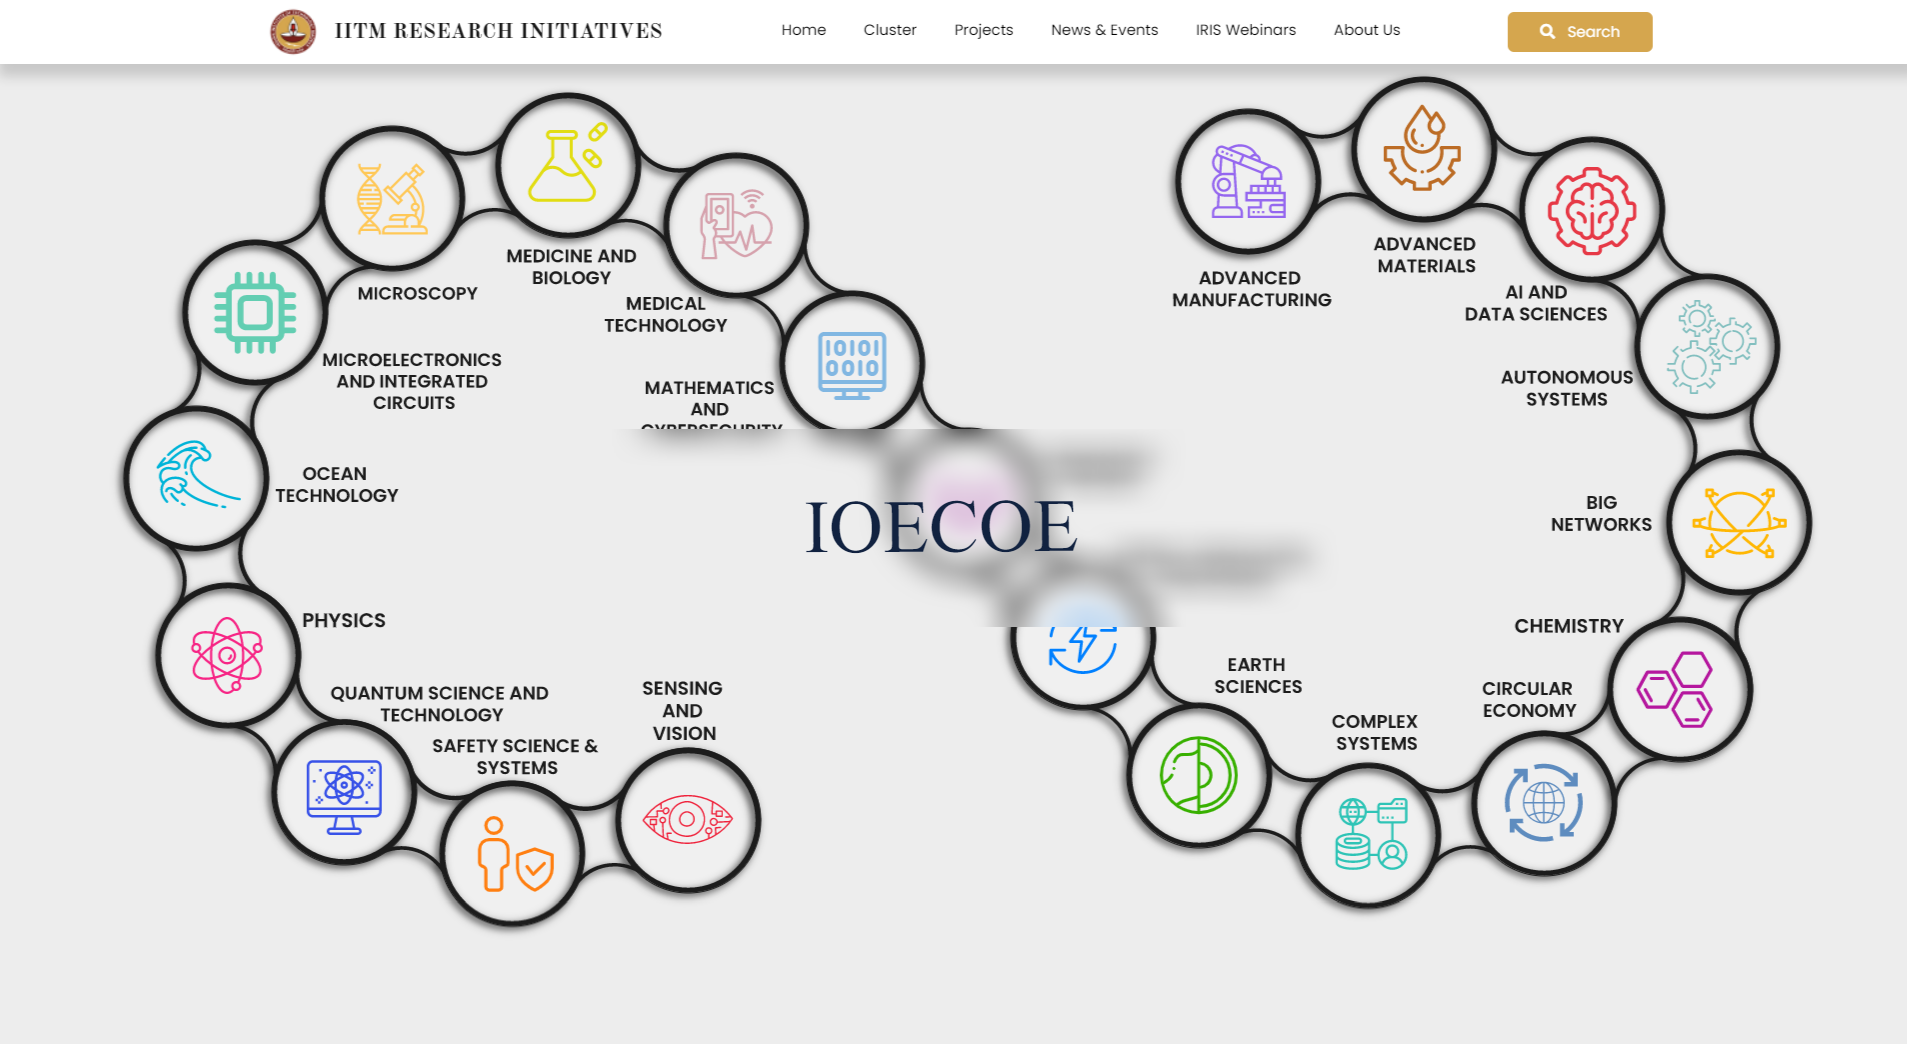 IITM RESEARCH INITIATIVES
Home
Cluster
Projects
News & Events
IRIS Webinars
About Us
Search
MICROSCOPY
MEDICINE AND
BIOLOGY
MEDICAL
TECHNOLOGY
MICROELECTRONICS
AND INTEGRATED
CIRCUITS
MATHEMATICS
AND
CYBERSECURITY
OCEAN
TECHNOLOGY
PHYSICS
QUANTUM SCIENCE AND
TECHNOLOGY
SAFETY SCIENCE &
SYSTEMS
SENSING
AND
VISION
10101
0010
IOECOE
ADVANCED
MANUFACTURING
ADVANCED
MATERIALS
AI AND
DATA SCIENCES
AUTONOMOUS
SYSTEMS
BIG
NETWORKS
CHEMISTRY
CIRCULAR
ECONOMY
COMPLEX
SYSTEMS
EARTH
SCIENCES